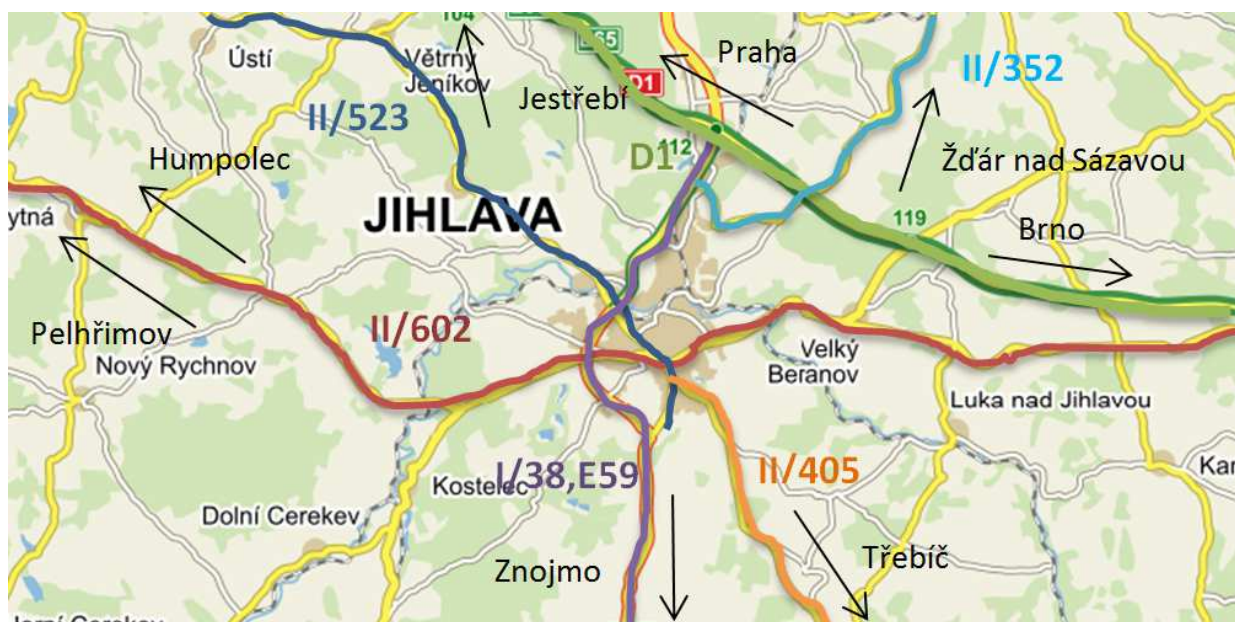 104
E65
Praha
II/352
Ústí
Větrný
Jeníkov
D1
Jestřebí
II/523
Humpolec
D1
112
Žďár nad Sázavou
JIHLAVA
119
Brno
Pelhřimov
II/602
Nový Rychnov
Velký
Beranov
Luka nad Jihlavou
I/38,E59
II/405
Kostelec
Dolní Cerekev
Znojmo
Třebíč